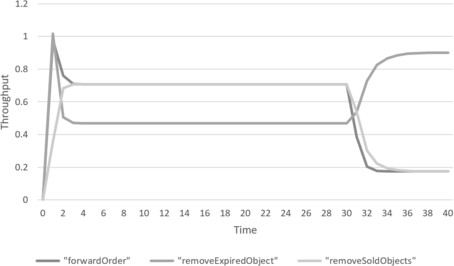 1.2
1
0.8
0.6
0.4
0.2
0
Throughput
0 2 4 6 8 10 12 14 16 18 20 22 24 26 28 30 32 34 36 38 40
Time
"forwardOrder" "removeExpiredObject" "removeSoldObjects"